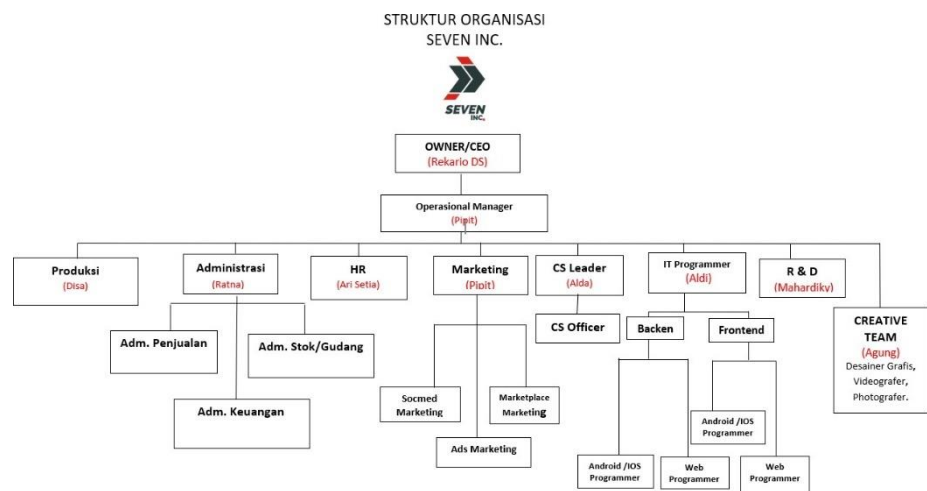 STRUKTUR ORGANISASI
SEVEN INC.
SEVEN
INC.
OWNER/CEO
(Rekario DS)
Operasional Manager
(Pipit)
Produksi
(Disa)
Administrasi
(Ratna)
HR
(Ari Setia)
Marketing
(Pipit)
CS Leader
(Alda)
IT Programmer
(Aldi)
R & D
(Mahardiky)
CREATIVE
TEAM
(Agung)
Desainer Grafis,
Videografer,
Photografer.
Adm. Penjualan
Adm. Stok/Gudang
Adm. Keuangan
Socmed
Marketing
Marketplace
Marketing
Ads Marketing
CS Officer
Backen
Frontend
Android /IOS
Programmer
Android /IOS
Programmer
Web
Programmer
Web
Programmer